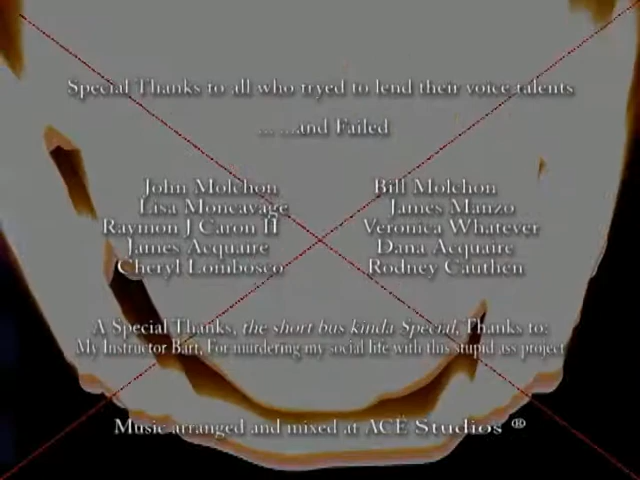 Special Thanks to all who tryed to lend their voice talents
... ...and Failed
John Molchon
Bill Molchon
Lisa Moncavage
James Manzo
Raymon J Caron II
Veronica Whatever
James Acquaire
Dana Acquaire
Cheryl Lombosco
Rodney Cauthen
A Special Thanks, the short bus kinda Special, Thanks to:
My Instructor Bart, For murdering my social life with this stupid ass project
Music arranged and mixed at ACE Studios ®